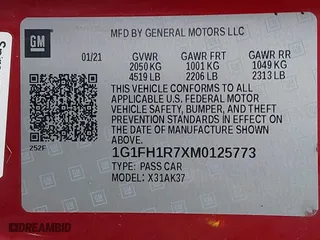 GM
MFD BY GENERAL MOTORS LLC
01/21 GVWR GAWR FRT GAWR RR
2050 KG 1001 KG 1049 KG
4519 LB 2206 LB 2313 LB
THIS VEHICLE CONFORMS TO ALL
APPLICABLE U.S. FEDERAL MOTOR
VEHICLE SAFETY, BUMPER, AND THEFT
PREVENTION STANDARDS IN EFFECT ON
THE DATE OF MANUFACTURE SHOWN
ABOVE.
252F
1G1FH1R7XM0125773
TYPE: PASS CAR
MODEL: X31AK37
DREAMBID